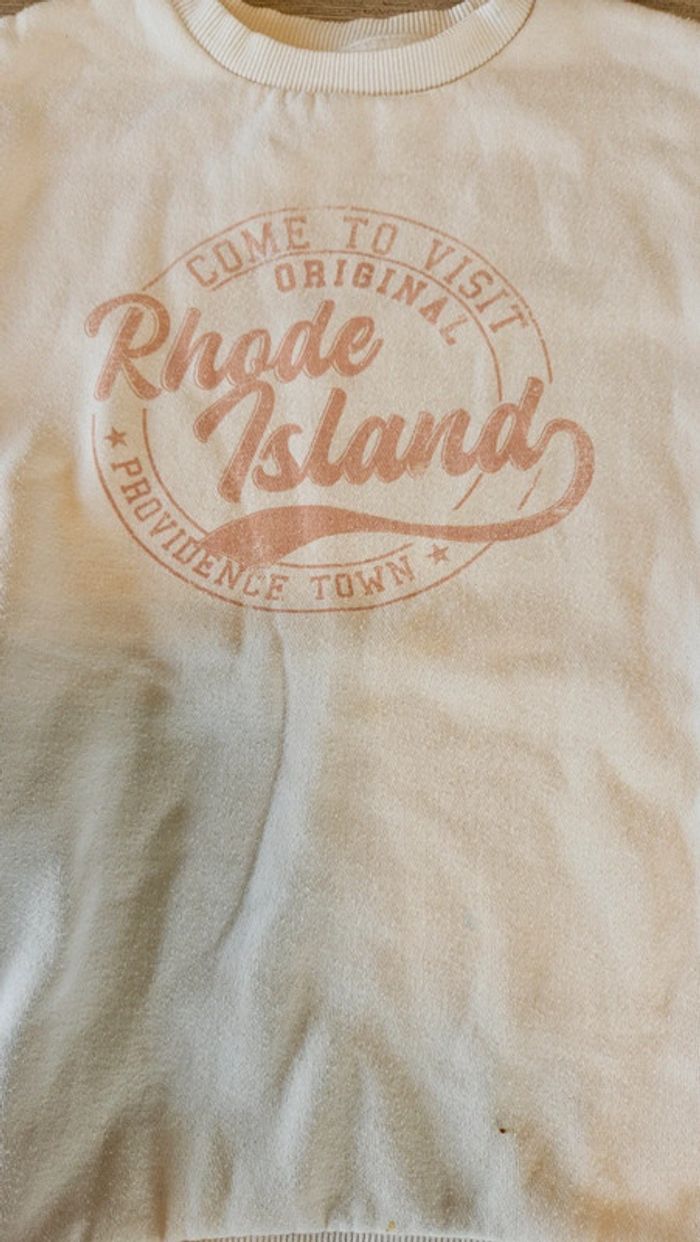 COME TO VISIT
ORIGINAL
Rhode
Island
PROVIDENCE TOWN